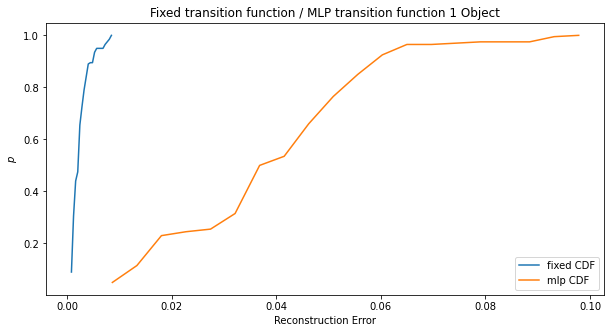 Fixed transition function / MLP transition function 1 Object
1.0
0.8
0.6
0.4
0.2
p
0.00 0.02 0.04 0.06 0.08 0.10
Reconstruction Error
fixed CDF
mlp CDF